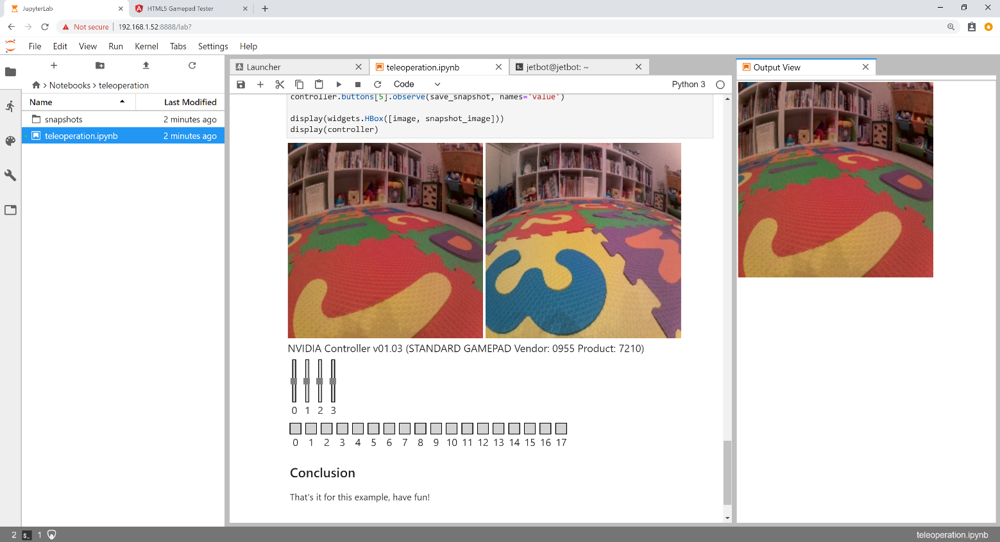 JupyterLab
HTML5 Gamepad Tester
Not secure 192.168.1.52:8888/lab?
File Edit View Run Kernel Tabs Settings Help
Launcher
teleoperation.ipynb
jetbot@jetbot: ~
Output View
Notebooks teleoperation
Code
Python 3
Name Last Modified
snapshots 2 minutes ago
teleoperation.ipynb 2 minutes ago
controller.buttons[5].observe(save_snapshot, names='value')
display(widgets.HBox([image, snapshot_image]))
display(controller)
NVIDIA Controller v01.03 (STANDARD GAMEPAD Vendor: 0955 Product: 7210)
0 1 2 3
0 1 2 3 4 5 6 7 8 9 10 11 12 13 14 15 16 17
Conclusion
That's it for this example, have fun!
2 1
teleoperation.ipynb